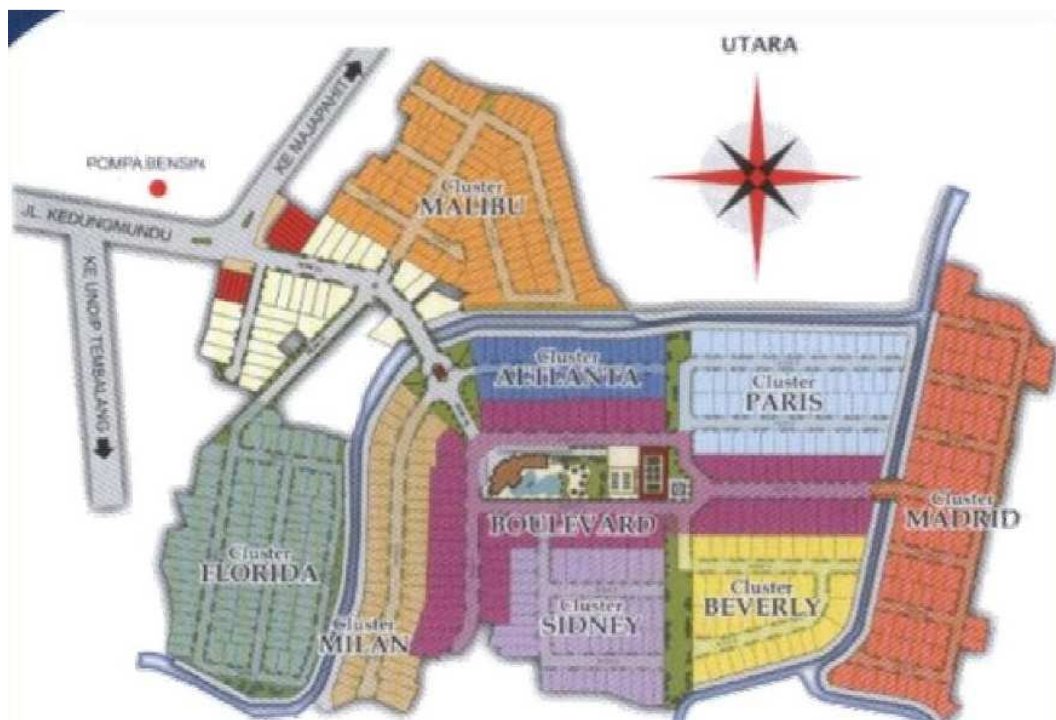 UTARA
KE MAJAPAHIT
POMPA BENSIN
JL. KEDUNGMUNDU
KE UNDIP TEMBALANG
Cluster
MALIBU
Cluster
ALTLANTA
Cluster
PARIS
BOULEVARD
Cluster
MADRID
Cluster
FLORIDA
Cluster
MILAN
Cluster
SIDNEY
Cluster
BEVERLY